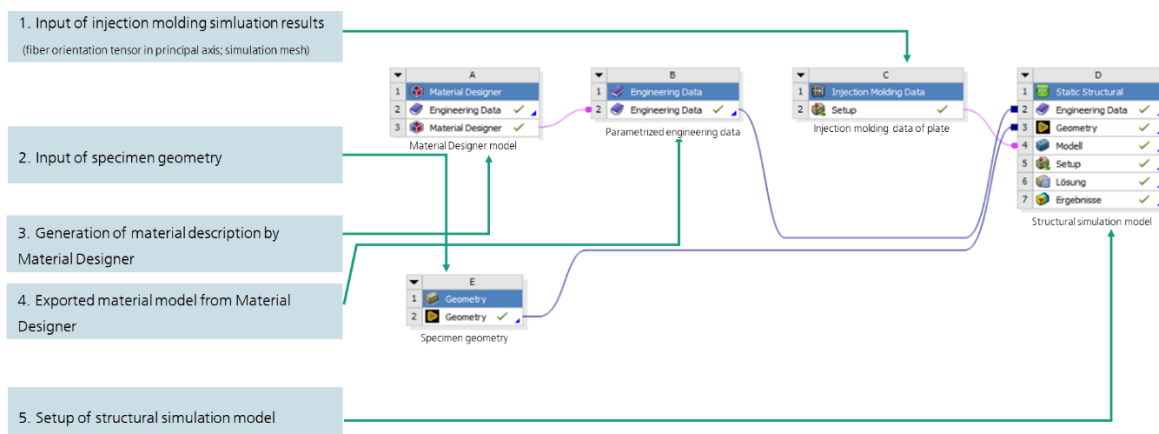 1. Input of injection molding simluation results
(fiber orientation tensor in principal axis; simulation mesh)
2. Input of specimen geometry
3. Generation of material description by
Material Designer
4. Exported material model from Material
Designer
5. Setup of structural simulation model
A
1 Material Designer
2 Engineering Data
3 Material Designer
Material Designer model
B
1 Engineering Data
2 Engineering Data
Parametrized engineering data
C
1 Injection Molding Data
2 Setup
Injection molding data of plate
D
1 Static Structural
2 Engineering Data
3 Geometry
4 Modell
5 Setup
6 Lösung
7 Ergebnisse
Structural simulation model
E
1 Geometry
2 Geometry
Specimen geometry